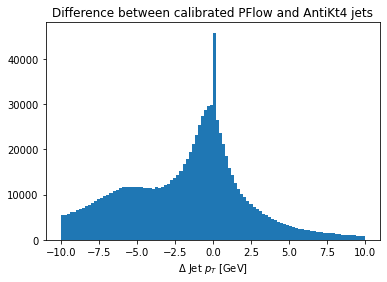 Difference between calibrated PFlow and AntiKt4 jets
40000
30000
20000
10000
0
−10.0 −7.5 −5.0 −2.5 0.0 2.5 5.0 7.5 10.0
Δ Jet pT [GeV]